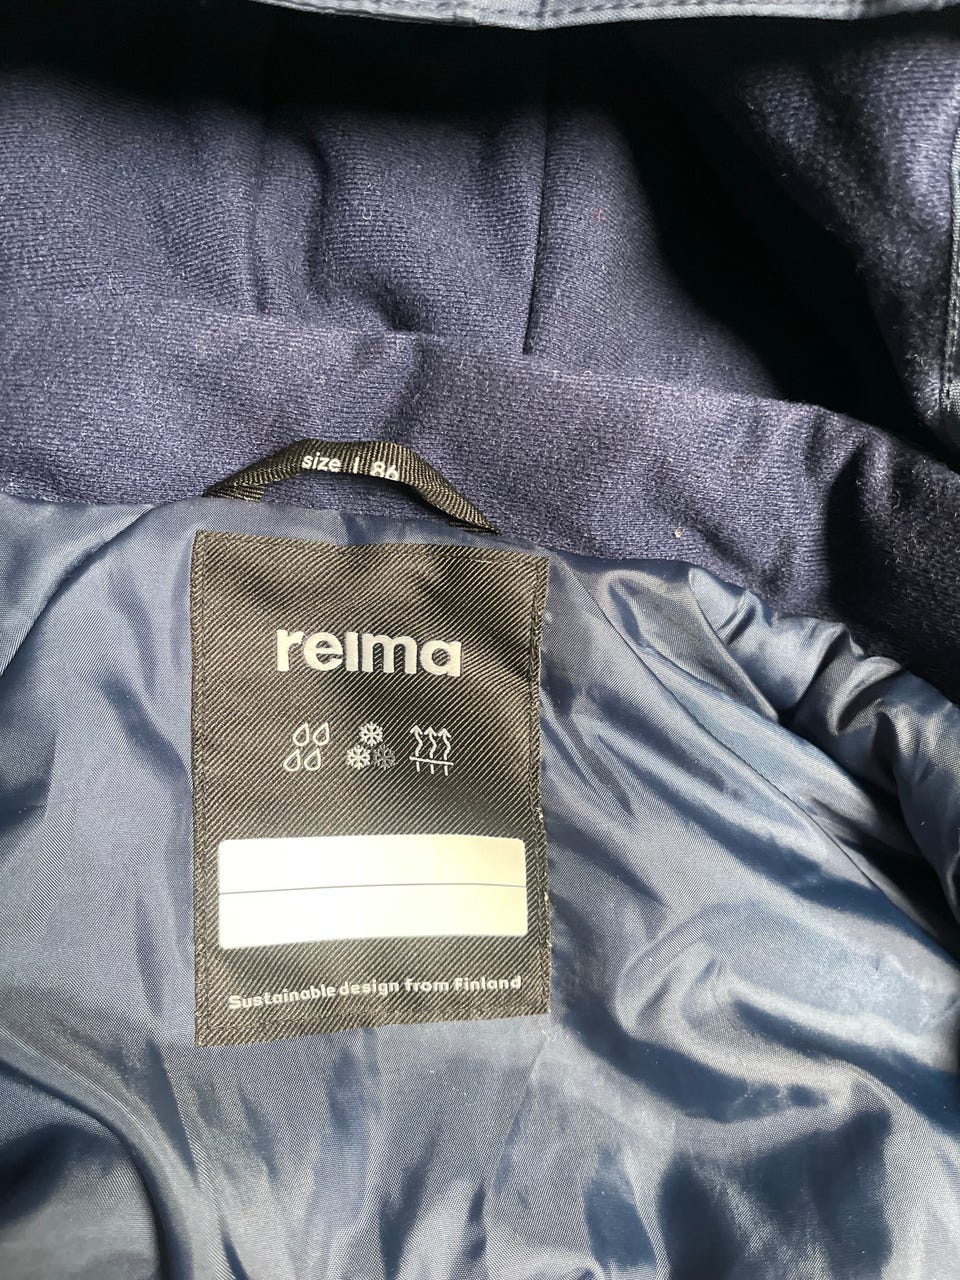 size | 86
reima
Sustainable design from Finland